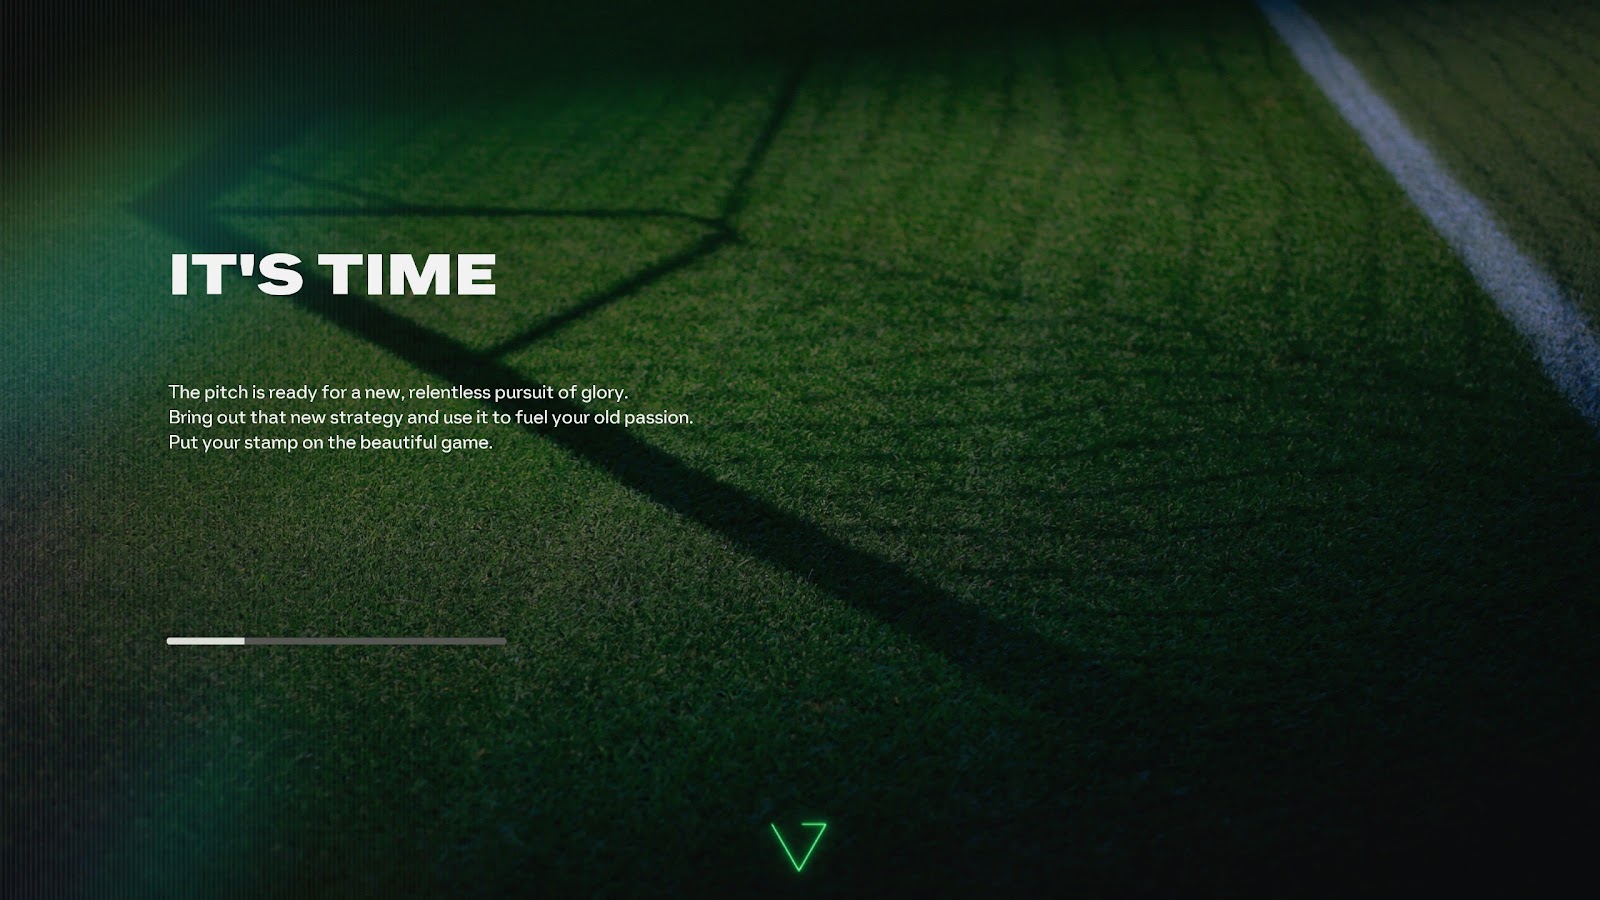 IT'S TIME
The pitch is ready for a new, relentless pursuit of glory.
Bring out that new strategy and use it to fuel your old passion.
Put your stamp on the beautiful game.